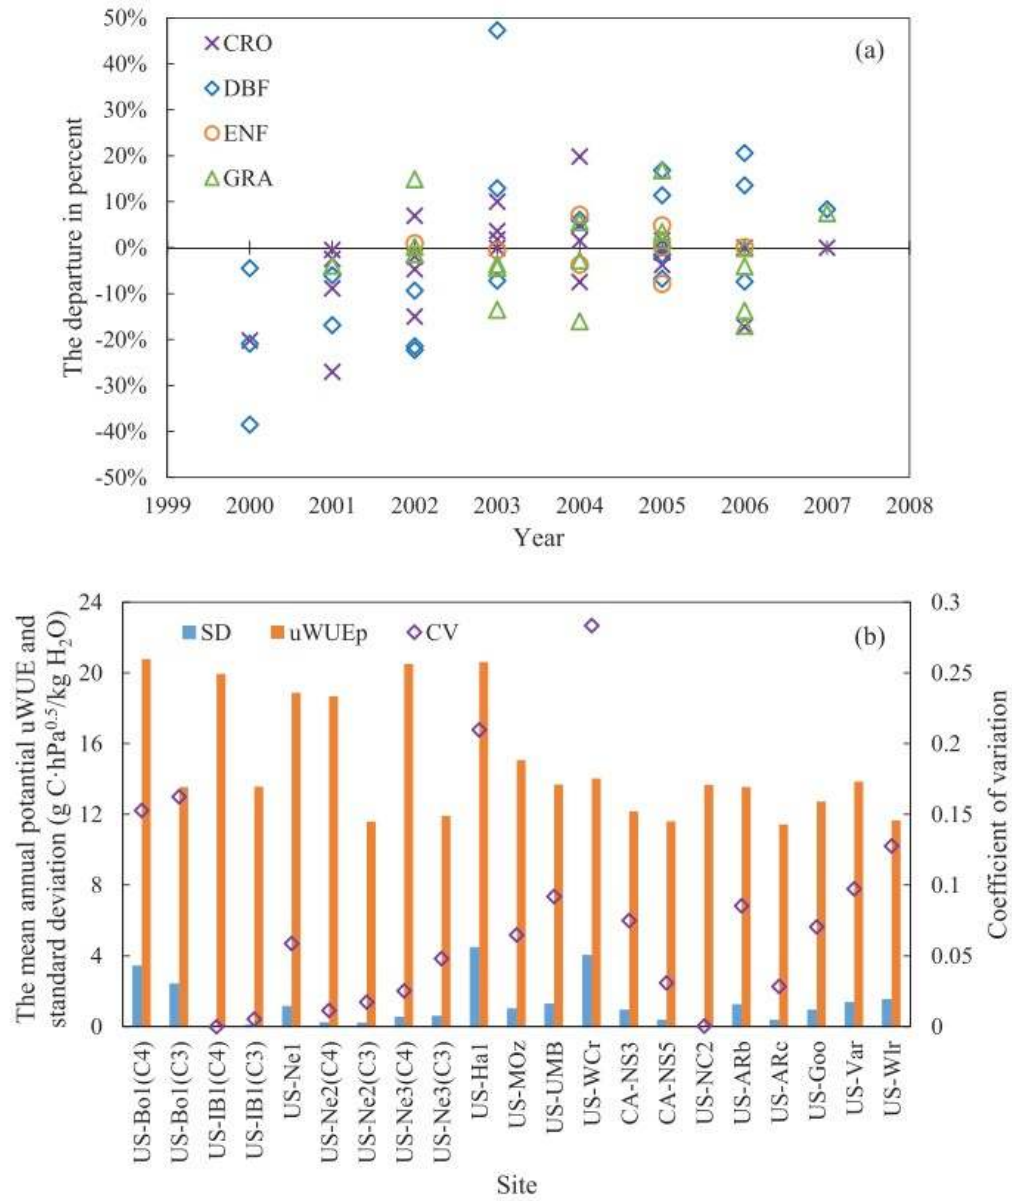 50%
40%
30%
20%
10%
0%
-10%
-20%
-30%
-40%
-50%
The departure in percent
CRO
DBF
ENF
GRA
(a)
1999 2000 2001 2002 2003 2004 2005 2006 2007 2008
Year
24
20
16
12
8
4
0
The mean annual potantial uWUE and
standard deviation (g C·hPa^0.5/kg H₂O)
SD uWUEp CV
(b)
0.3
0.25
0.2
0.15
0.1
0.05
0
Coefficient of variation
US-Bo1(C4)
US-Bo1(C3)
US-IB1(C4)
US-IB1(C3)
US-Ne1
US-Ne2(C4)
US-Ne2(C3)
US-Ne3(C4)
US-Ne3(C3)
US-Ha1
US-MOz
US-UMB
US-WCr
CA-NS3
CA-NS5
US-NC2
US-ARb
US-ARc
US-Goo
US-Var
US-Wlr
Site